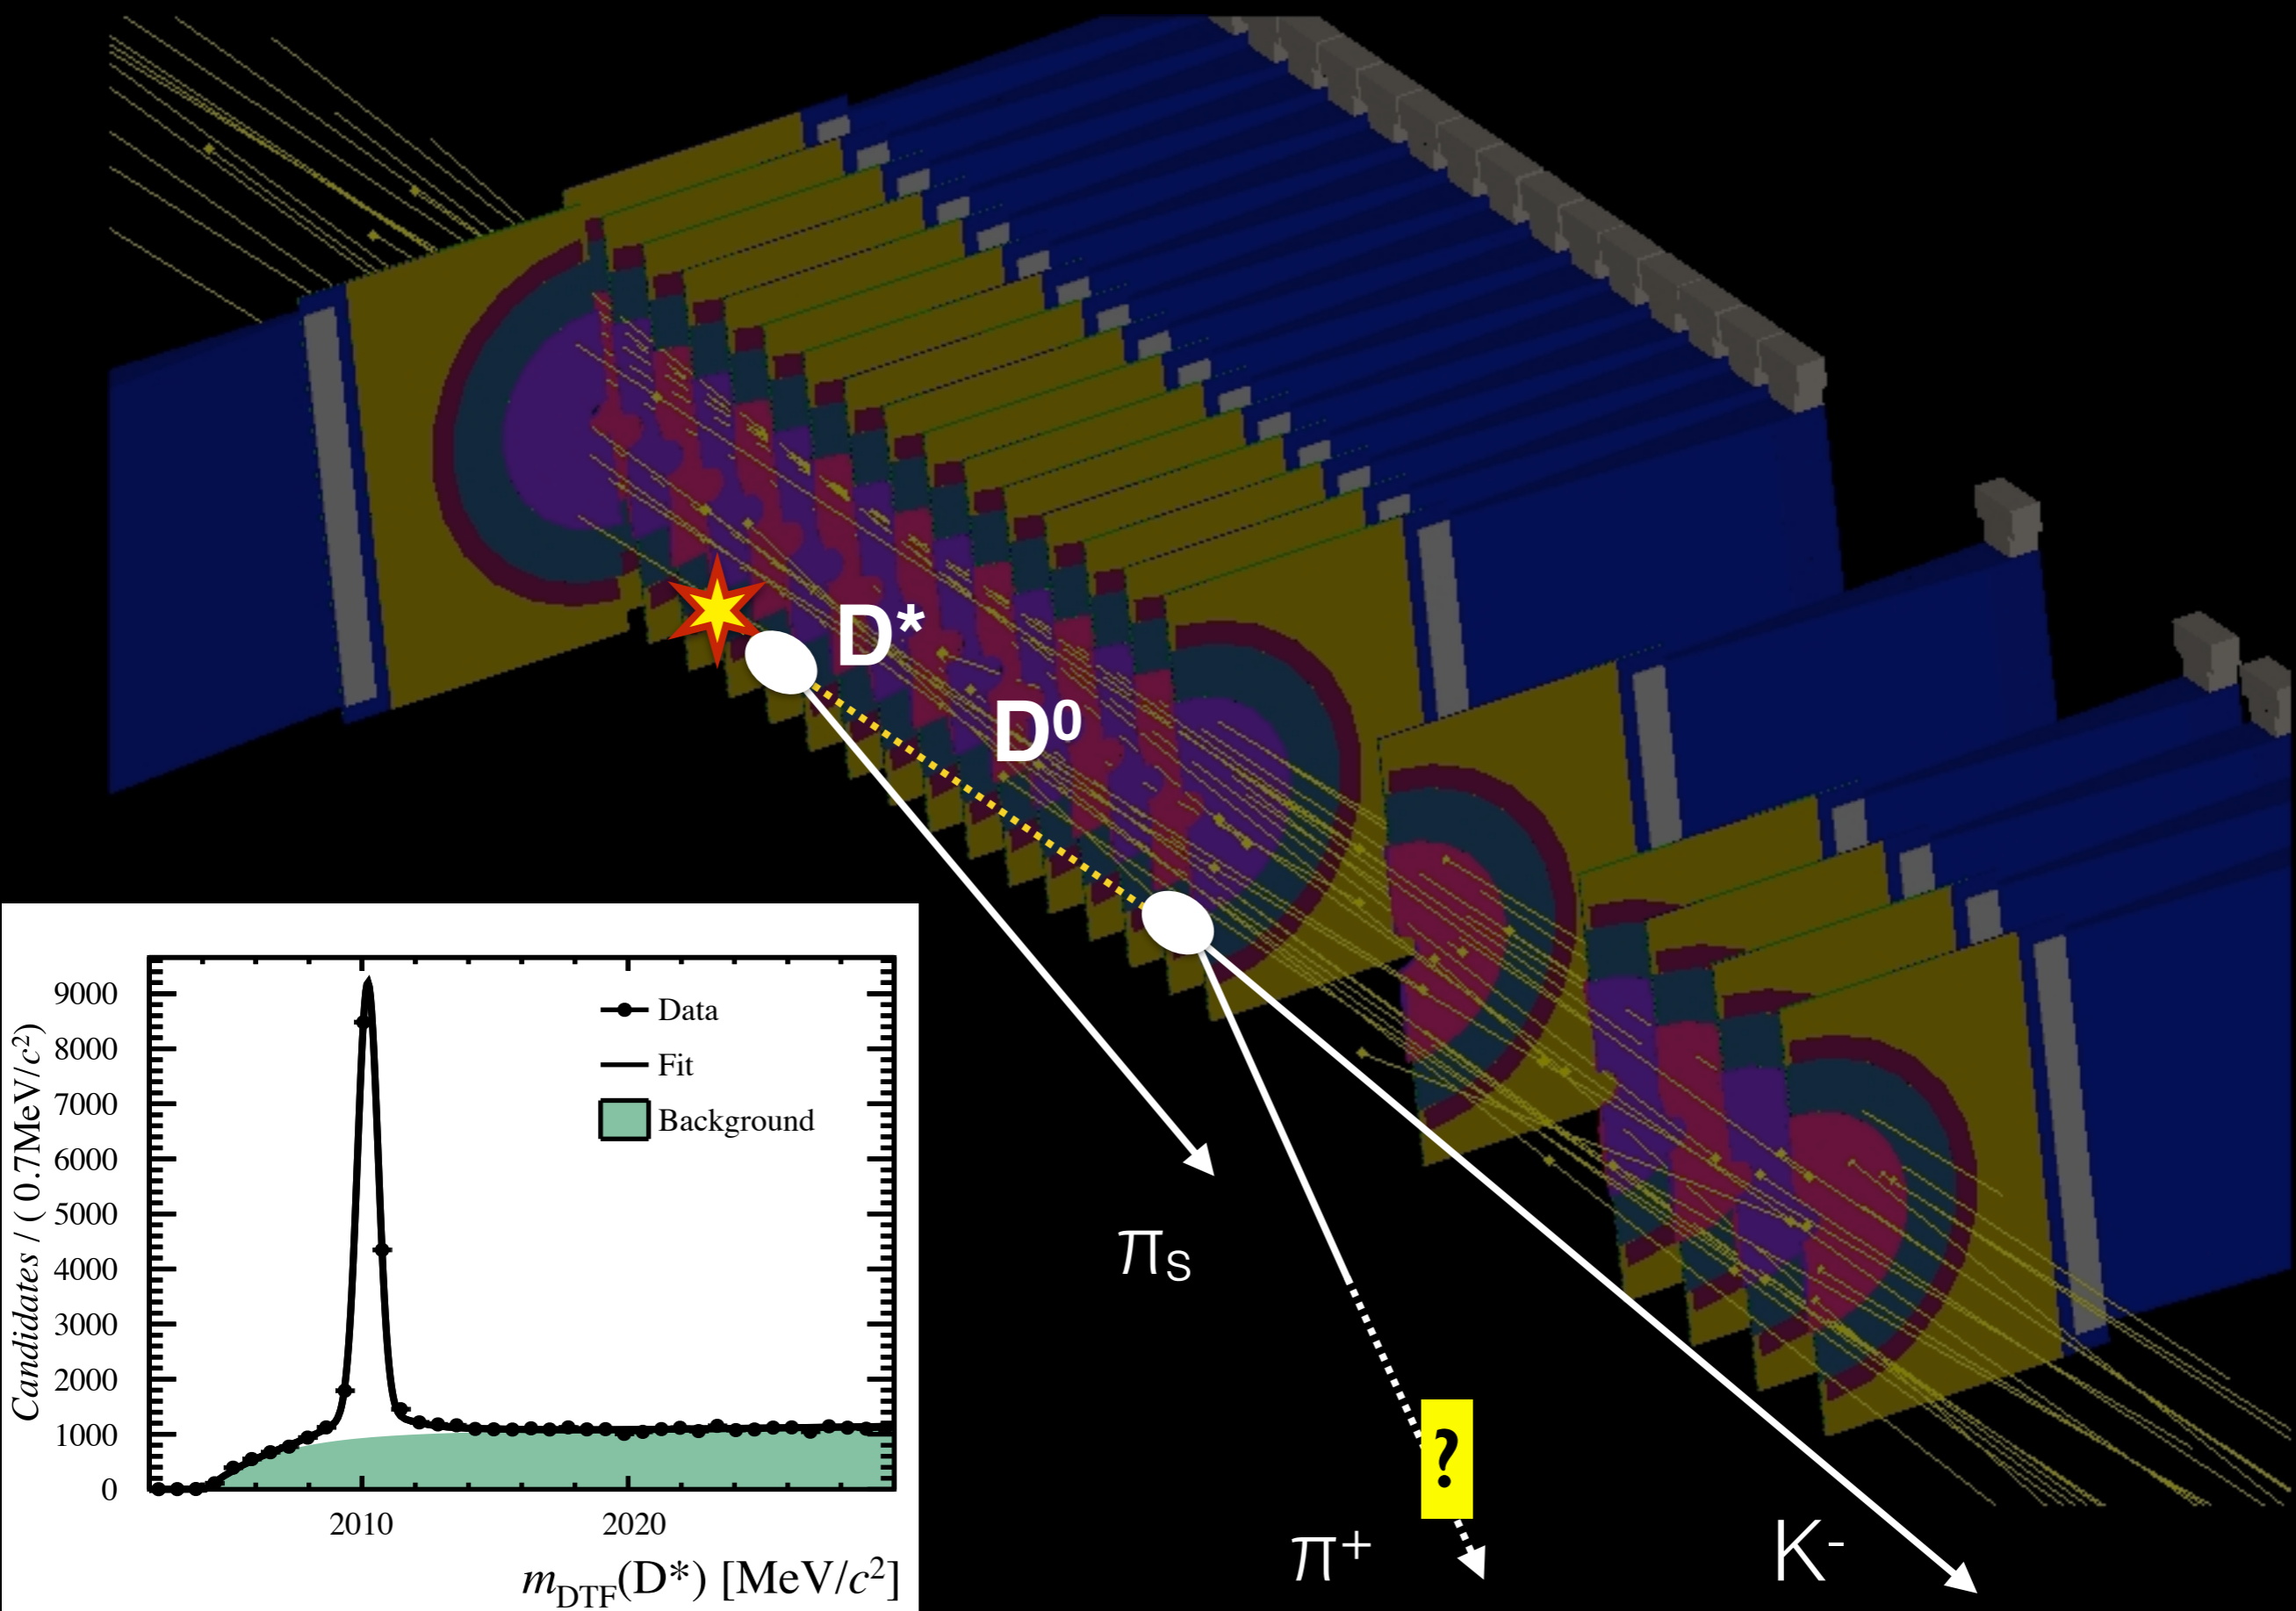 D*
D⁰
πS
?
π⁺
K⁻
Candidates / ( 0.7MeV/c²)
9000
8000
7000
6000
5000
4000
3000
2000
1000
0
Data
Fit
Background
2010
2020
mDTF(D*) [MeV/c²]